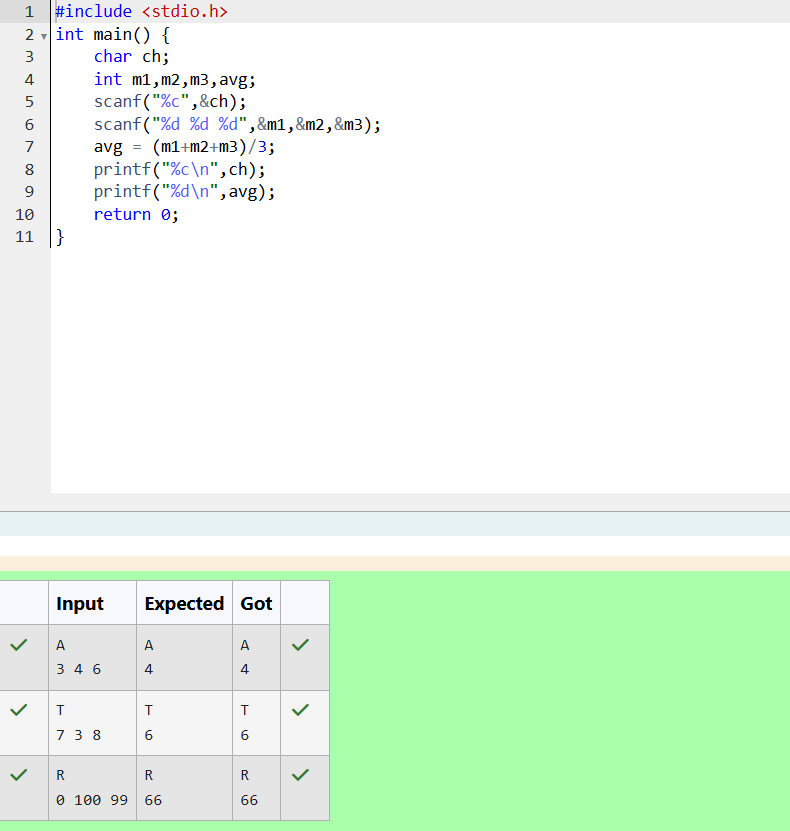 1 #include <stdio.h>
2 int main() {
3     char ch;
4     int m1,m2,m3,avg;
5     scanf("%c",&ch);
6     scanf("%d %d %d",&m1,&m2,&m3);
7     avg = (m1+m2+m3)/3;
8     printf("%c\n",ch);
9     printf("%d\n",avg);
10     return 0;
11 }
Input Expected Got
A A A
3 4 6 4 4
T T T
7 3 8 6 6
R R R
0 100 99 66 66